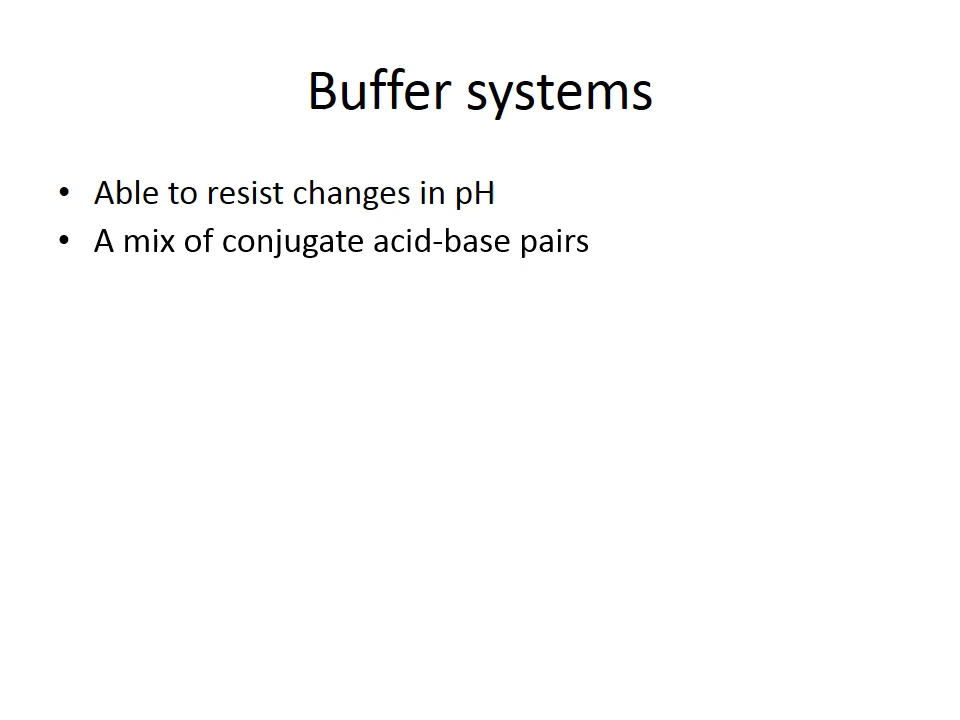 Buffer systems
• Able to resist changes in pH
• A mix of conjugate acid-base pairs